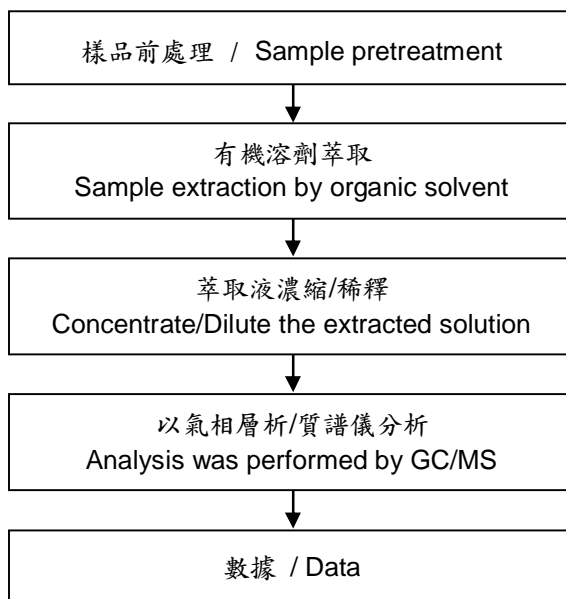 樣品前處理 / Sample pretreatment
有機溶劑萃取
Sample extraction by organic solvent
萃取液濃縮/稀釋
Concentrate/Dilute the extracted solution
以氣相層析/質譜儀分析
Analysis was performed by GC/MS
數據 / Data